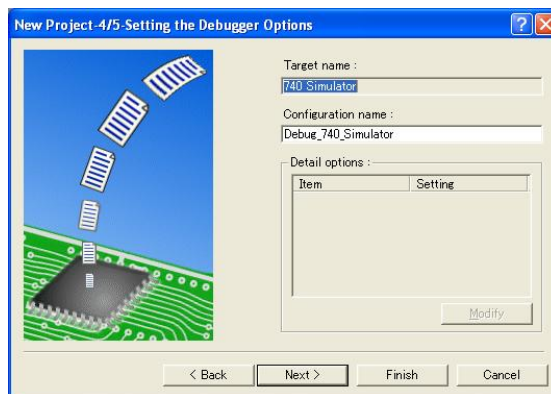 New Project-4/5-Setting the Debugger Options
Target name :
740 Simulator
Configuration name :
Debug_740_Simulator
Detail options :
Item Setting
Modify
< Back Next > Finish Cancel